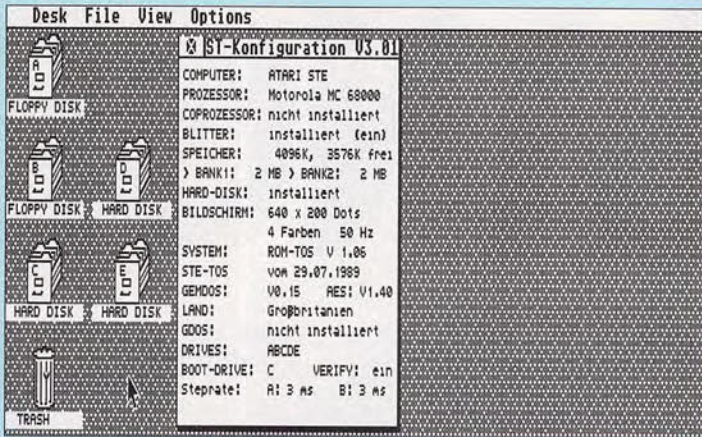 Desk File View Options
ST-Konfiguration V3.01
A
FLOPPY DISK
B
FLOPPY DISK
D
HARD DISK
C
HARD DISK
E
HARD DISK
TRASH
COMPUTER: ATARI STE
PROZESSOR: Motorola MC 68000
COPROZESSOR: nicht installiert
BLITTER: installiert (ein)
SPEICHER: 4096K, 3576K frei
> BANK1: 2 MB > BANK2: 2 MB
HARD-DISK: installiert
BILDSCHIRM: 640 x 200 Dots
4 Farben 50 Hz
SYSTEM: ROM-TOS V 1.06
STE-TOS vom 29.07.1989
GEMDOS: V0.15 AES: V1.40
LAND: Großbritanien
GDOS: nicht installiert
DRIVES: ABCDE
BOOT-DRIVE: C VERIFY: ein
Steprate: A: 3 ms B: 3 ms